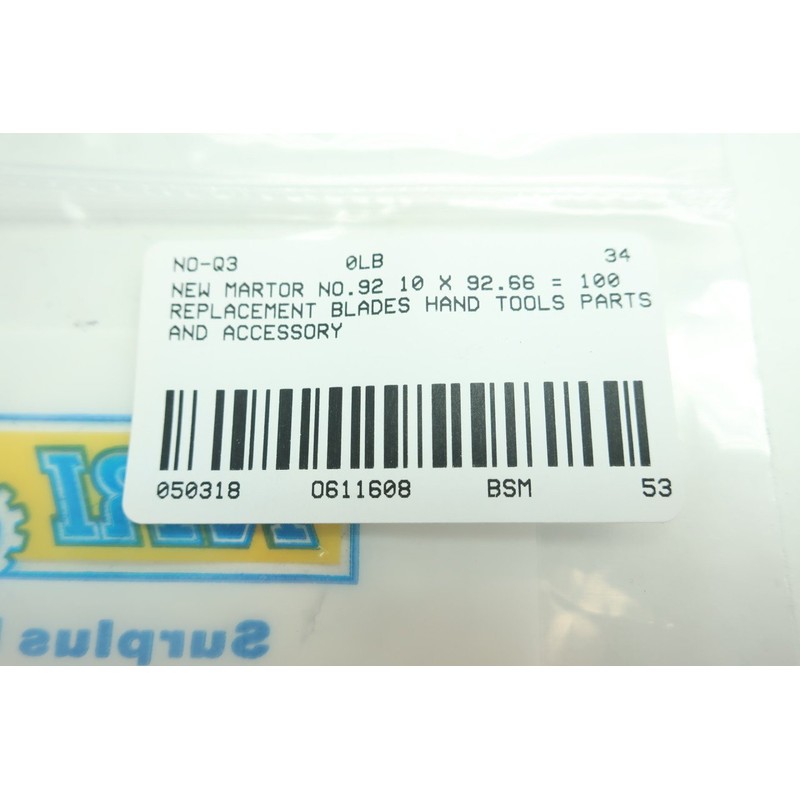 NO-Q3 0LB 34
NEW MARTOR NO.92 10 X 92.66 = 100
REPLACEMENT BLADES HAND TOOLS PARTS
AND ACCESSORY
050318 0611608 BSM 53
Surplus